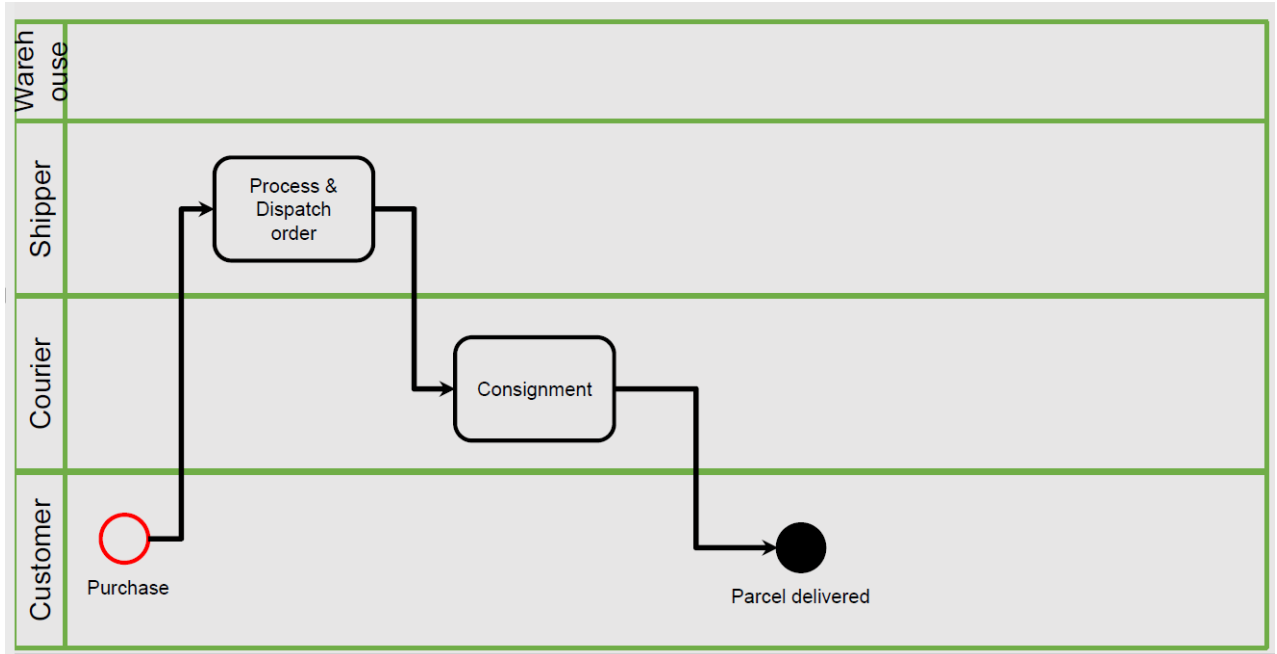 Wareh
ouse
Shipper
Process &
Dispatch
order
Courier
Consignment
Customer
Purchase
Parcel delivered